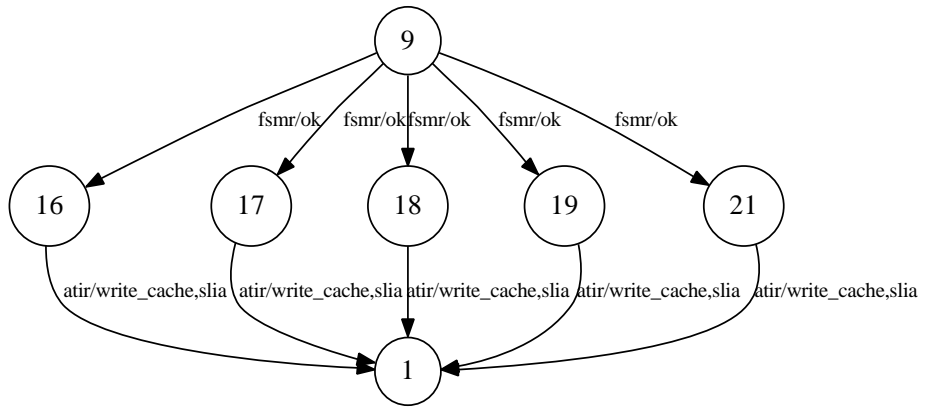 9
fsmr/ok
fsmr/ok
fsmr/ok
fsmr/ok
fsmr/ok
16
17
18
19
21
atir/write_cache,slia
atir/write_cache,slia
atir/write_cache,slia
atir/write_cache,slia
atir/write_cache,slia
1